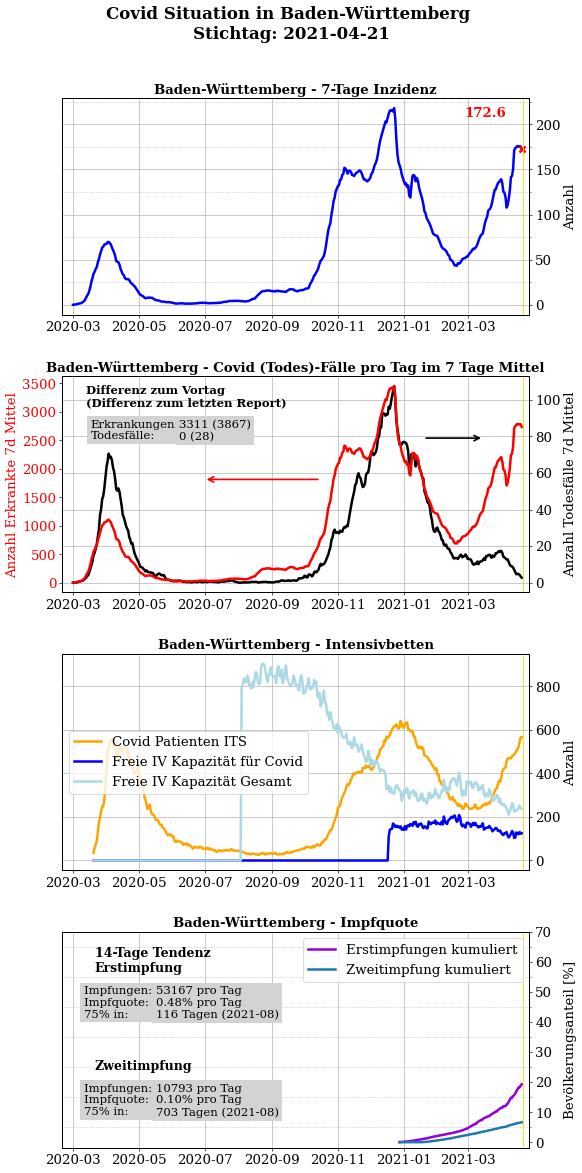 Covid Situation in Baden-Württemberg
Stichtag: 2021-04-21
Baden-Württemberg - 7-Tage Inzidenz
172.6
200
150
100
50
0
Anzahl
2020-03 2020-05 2020-07 2020-09 2020-11 2021-01 2021-03
Baden-Württemberg - Covid (Todes)-Fälle pro Tag im 7 Tage Mittel
Anzahl Erkrankte 7d Mittel
3500
3000
2500
2000
1500
1000
500
0
Differenz zum Vortag
(Differenz zum letzten Report)
Erkrankungen 3311 (3867)
Todesfälle: 0 (28)
100
80
60
40
20
0
Anzahl Todesfälle 7d Mittel
2020-03 2020-05 2020-07 2020-09 2020-11 2021-01 2021-03
Baden-Württemberg - Intensivbetten
Covid Patienten ITS
Freie IV Kapazität für Covid
Freie IV Kapazität Gesamt
800
600
400
200
0
Anzahl
2020-03 2020-05 2020-07 2020-09 2020-11 2021-01 2021-03
Baden-Württemberg - Impfquote
14-Tage Tendenz
Erstimpfung
Impfungen: 53167 pro Tag
Impfquote: 0.48% pro Tag
75% in: 116 Tagen (2021-08)
Zweitimpfung
Impfungen: 10793 pro Tag
Impfquote: 0.10% pro Tag
75% in: 703 Tagen (2021-08)
Erstimpfungen kumuliert
Zweitimpfung kumuliert
70
60
50
40
30
20
10
0
Bevölkerungsanteil [%]
2020-03 2020-05 2020-07 2020-09 2020-11 2021-01 2021-03